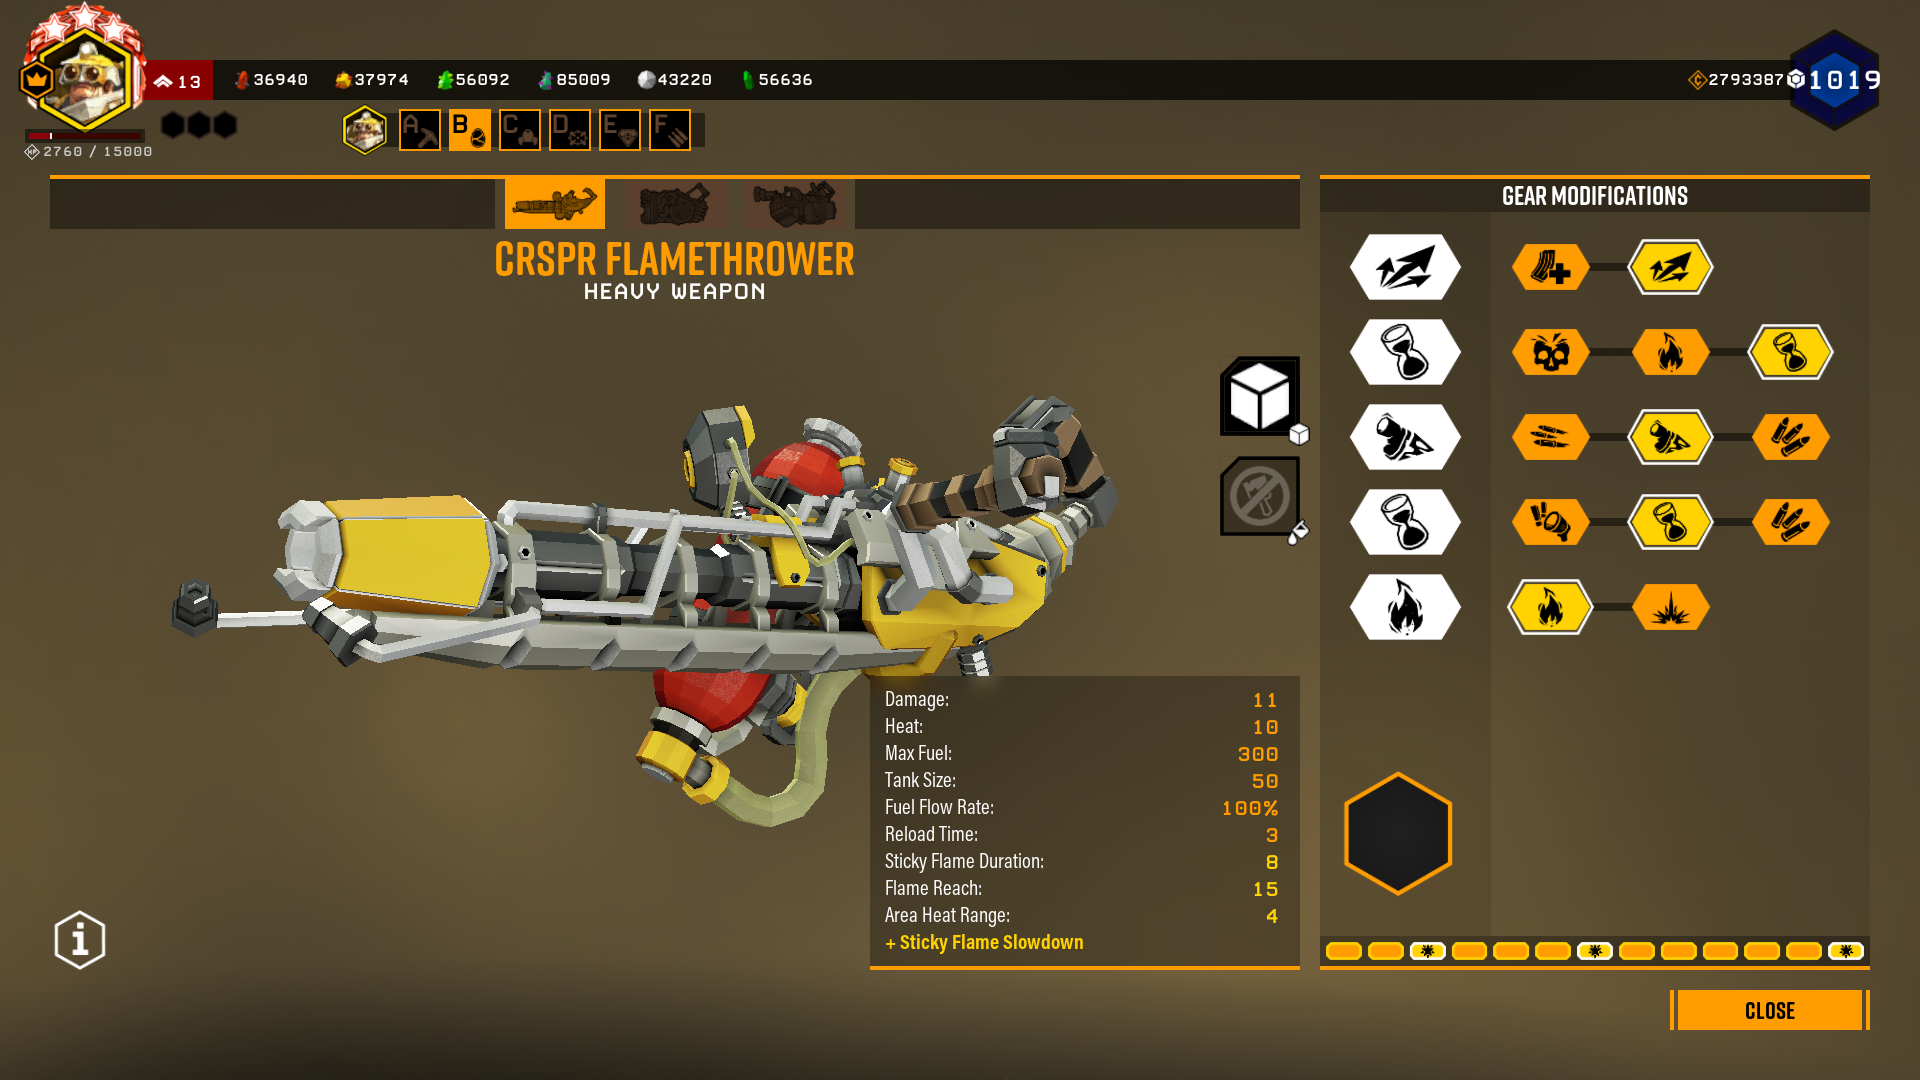 13
36940
37974
56092
85009
43220
56636
2793387
1019
2760 / 15000
A
B
C
D
E
F
CRSPR FLAMETHROWER
HEAVY WEAPON
GEAR MODIFICATIONS
Damage: 11
Heat: 10
Max Fuel: 300
Tank Size: 50
Fuel Flow Rate: 100%
Reload Time: 3
Sticky Flame Duration: 8
Flame Reach: 15
Area Heat Range: 4
+ Sticky Flame Slowdown
CLOSE